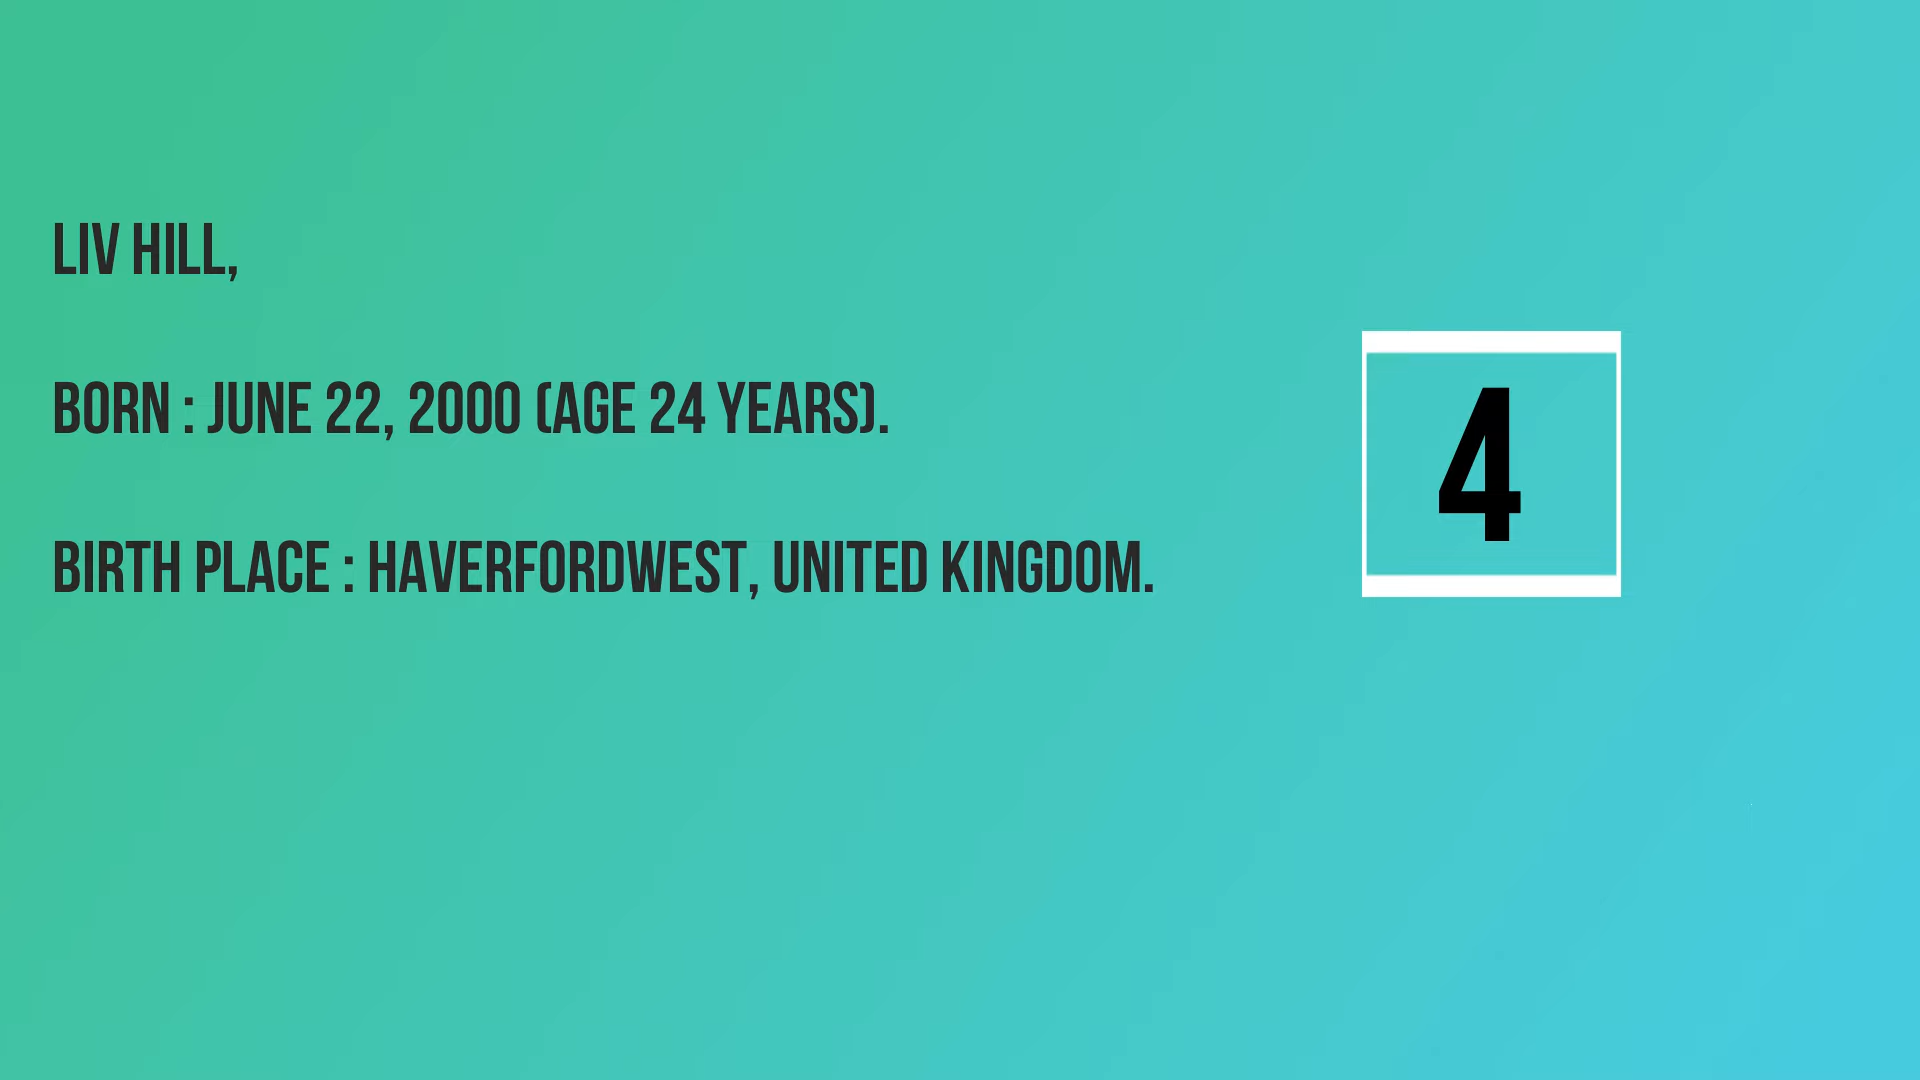 LIV HILL,
BORN : JUNE 22, 2000 (AGE 24 YEARS).
BIRTH PLACE : HAVERFORDWEST, UNITED KINGDOM.
4